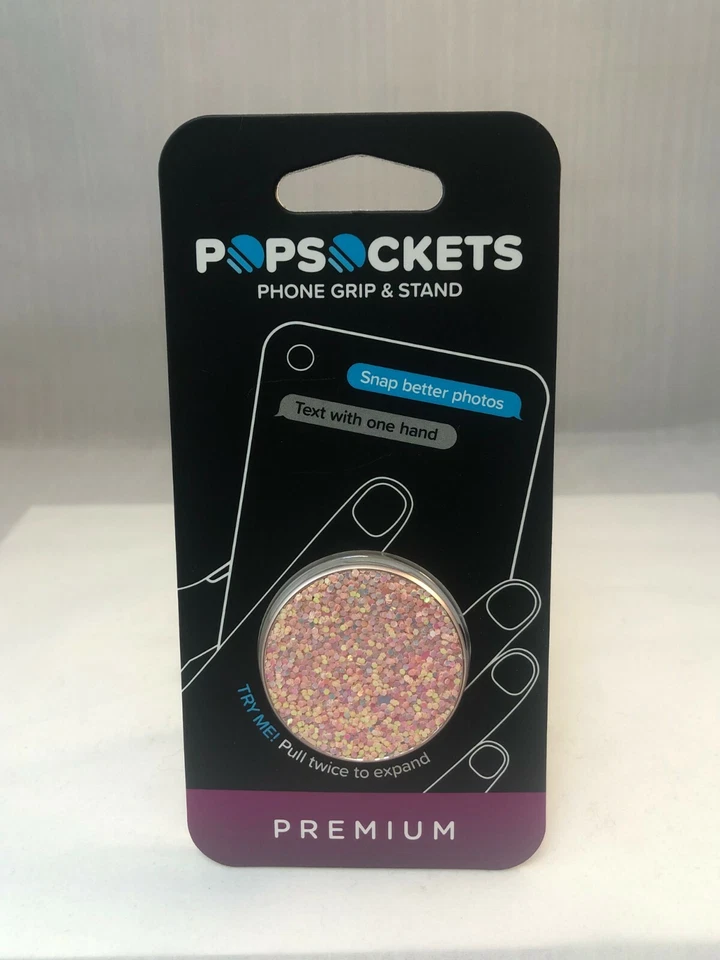 POPSOCKETS
PHONE GRIP & STAND
Snap better photos
Text with one hand
TRY ME! Pull twice to expand
PREMIUM